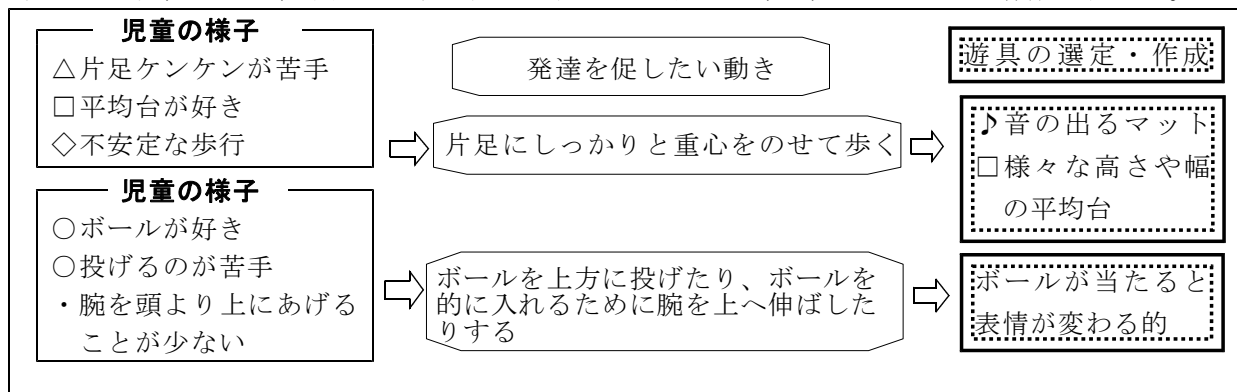 児童の様子
△片足ケンケンが苦手
□平均台が好き
◇不安定な歩行
発達を促したい動き
片足にしっかりと重心をのせて歩く
遊具の選定・作成
♪音の出るマット
□様々な高さや幅
の平均台
児童の様子
○ボールが好き
○投げるのが苦手
・腕を頭より上にあげる
ことが少ない
ボールを上方に投げたり、ボールを
的に入れるために腕を上へ伸ばした
りする
ボールが当たると
表情が変わる的